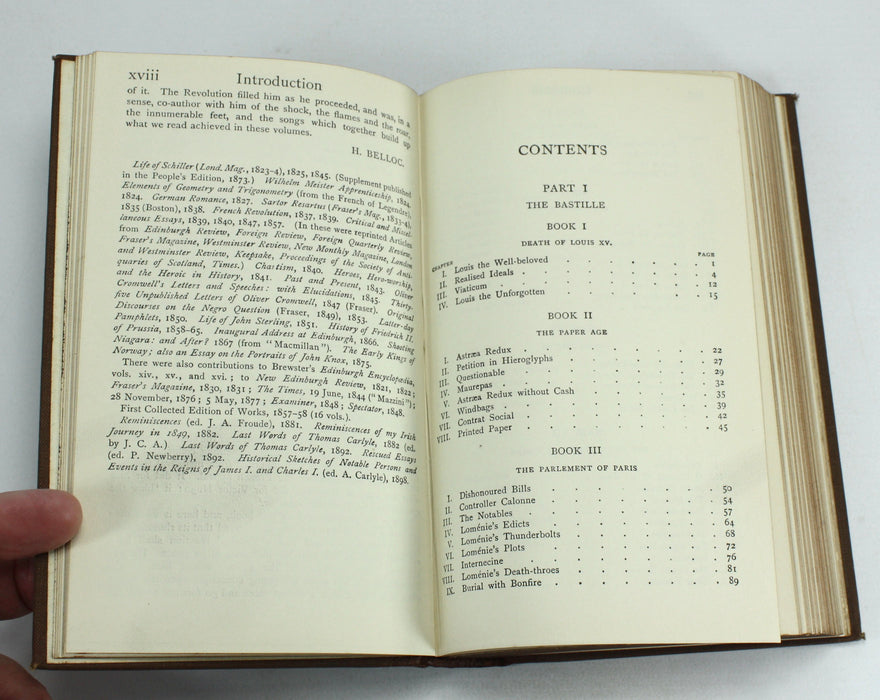 xviii Introduction
of it. The Revolution filled him as he proceeded, and was, in a
sense, co-author with him of the shock, the flames and the roar,
the innumerable feet, and the songs which together build up
what we read achieved in these volumes.
H. BELLOC.
Life of Schiller (Lond. Mag., 1823-4), 1825, 1845. (Supplement published
in the People's Edition, 1873.) Wilhelm Meister Apprenticeship, 1824.
Elements of Geometry and Trigonometry (from the French of Legendre),
1824. German Romance, 1827. Sartor Resartus (Fraser's Mag., 1833-4),
1835 (Boston), 1838. French Revolution, 1837, 1839. Critical and Miscel-
laneous Essays, 1839, 1840, 1847, 1857. (In these were reprinted Articles
from Edinburgh Review, Foreign Review, Foreign Quarterly Review,
Fraser's Magazine, Westminster Review, New Monthly Magazine, London
and Westminster Review, Keepsake, Proceedings of the Society of Anti-
quaries of Scotland, Times.) Chartism, 1840. Heroes, Hero-worship,
and the Heroic in History, 1841. Past and Present, 1843. Oliver
Cromwell's Letters and Speeches: with Elucidations, 1845. Thirty-
five Unpublished Letters of Oliver Cromwell, 1847 (Fraser). Original
Discourses on the Negro Question (Fraser, 1849), 1853. Latter-day
Pamphlets, 1850. Life of John Sterling, 1851. History of Friedrich II.
of Prussia, 1858-65. Inaugural Address at Edinburgh, 1866. Shooting
Niagara: and After? 1867 (from "Macmillan"). The Early Kings of
Norway; also an Essay on the Portraits of John Knox, 1875.
There were also contributions to Brewster's Edinburgh Encyclopædia,
vols. xiv., xv., and xvi.; to New Edinburgh Review, 1821, 1822;
Fraser's Magazine, 1830, 1831; The Times, 19 June, 1844 ("Mazzini");
28 November, 1876; 5 May, 1877; Examiner, 1848; Spectator, 1848.
First Collected Edition of Works, 1857-58 (16 vols.).
Reminiscences (ed. J. A. Froude), 1881. Reminiscences of my Irish
Journey in 1849, 1882. Last Words of Thomas Carlyle, 1882 (ed.
by J. C. A.) Last Words of Thomas Carlyle, 1892. Rescued Essays
(ed. P. Newberry), 1892. Historical Sketches of Notable Persons and
Events in the Reigns of James I. and Charles I. (ed. A. Carlyle), 1898.
CONTENTS
PART I
THE BASTILLE
BOOK I
DEATH OF LOUIS XV.
CHAPTER PAGE
I. Louis the Well-beloved . . . . . . 1
II. Realised Ideals . . . . . . . 4
III. Viaticum . . . . . . . 12
IV. Louis the Unforgotten . . . . . . 15
BOOK II
THE PAPER AGE
I. Astræa Redux . . . . . . . 22
II. Petition in Hieroglyphs . . . . . . 27
III. Questionable . . . . . . . 29
IV. Maurepas . . . . . . . 32
V. Astræa Redux without Cash . . . . . 35
VI. Windbags . . . . . . . 39
VII. Contrat Social . . . . . . . 42
VIII. Printed Paper . . . . . . . 45
BOOK III
THE PARLEMENT OF PARIS
I. Dishonoured Bills . . . . . . 50
II. Controller Calonne . . . . . . 54
III. The Notables . . . . . . 57
IV. Loménie's Edicts . . . . . . 64
V. Loménie's Thunderbolts . . . . . 68
VI. Loménie's Plots . . . . . . 72
VII. Internecine . . . . . . 76
VIII. Loménie's Death-throes . . . . . 81
IX. Burial with Bonfire . . . . . . 89